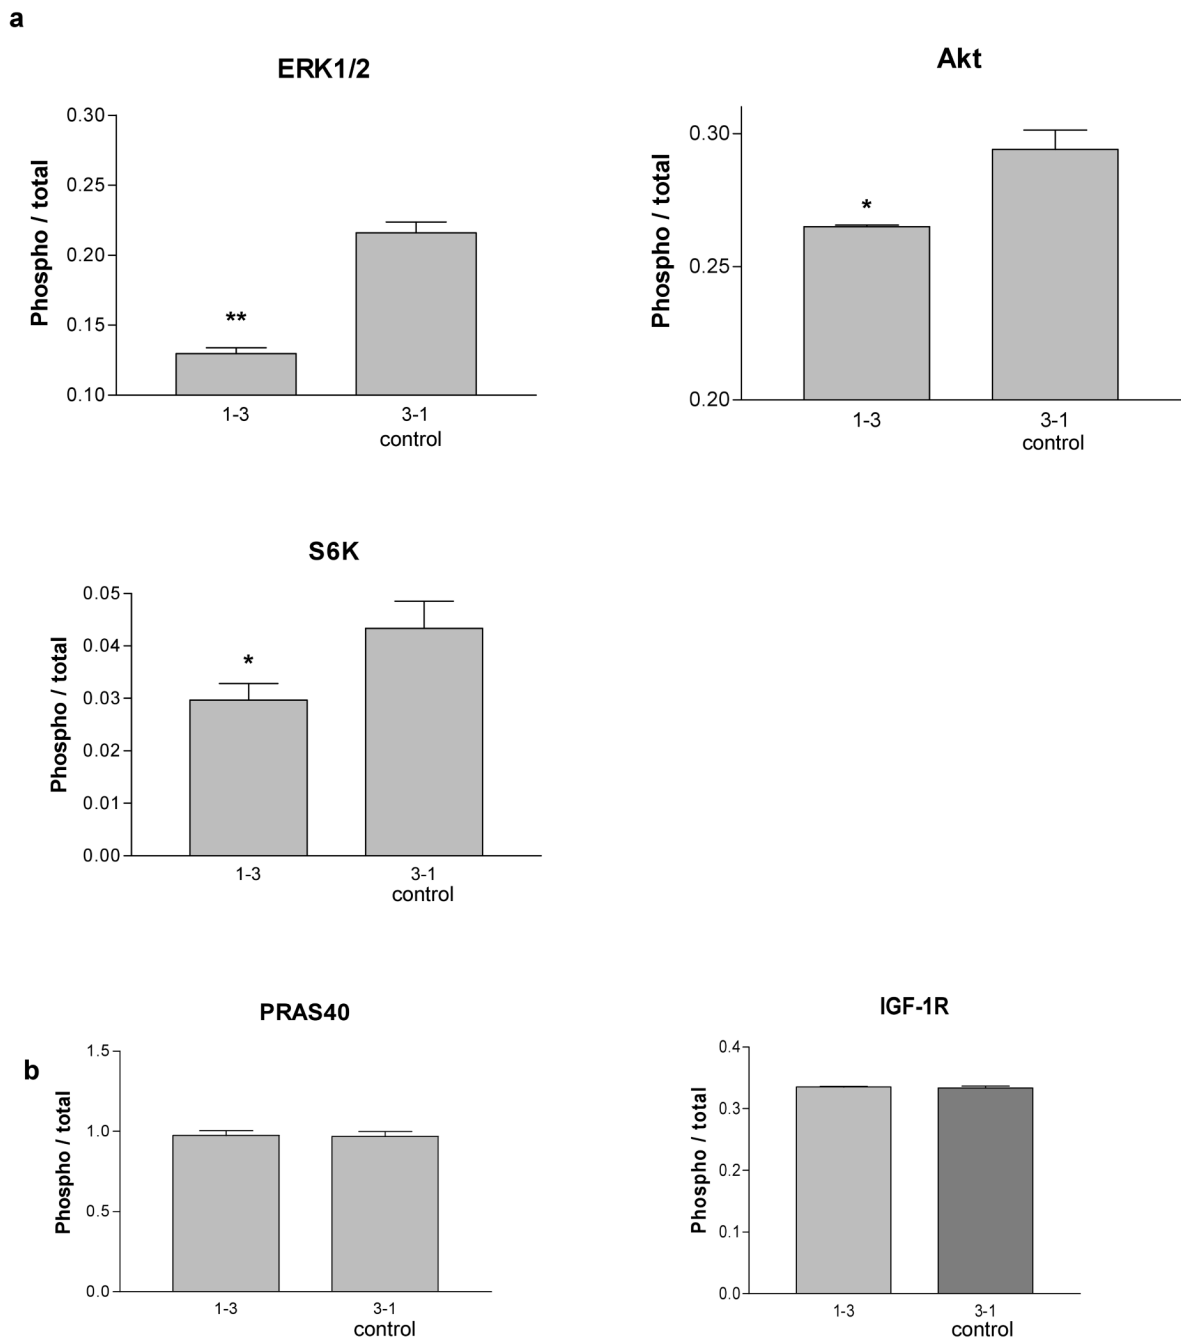 a
ERK1/2
Phospho / total
0.30
0.25
0.20
0.15
0.10
**
1-3
3-1
control
Akt
Phospho / total
0.30
0.25
0.20
*
1-3
3-1
control
S6K
Phospho / total
0.05
0.04
0.03
0.02
0.01
0.00
*
1-3
3-1
control
b
PRAS40
Phospho / total
1.5
1.0
0.5
0.0
1-3
3-1
control
IGF-1R
Phospho / total
0.4
0.3
0.2
0.1
0.0
1-3
3-1
control